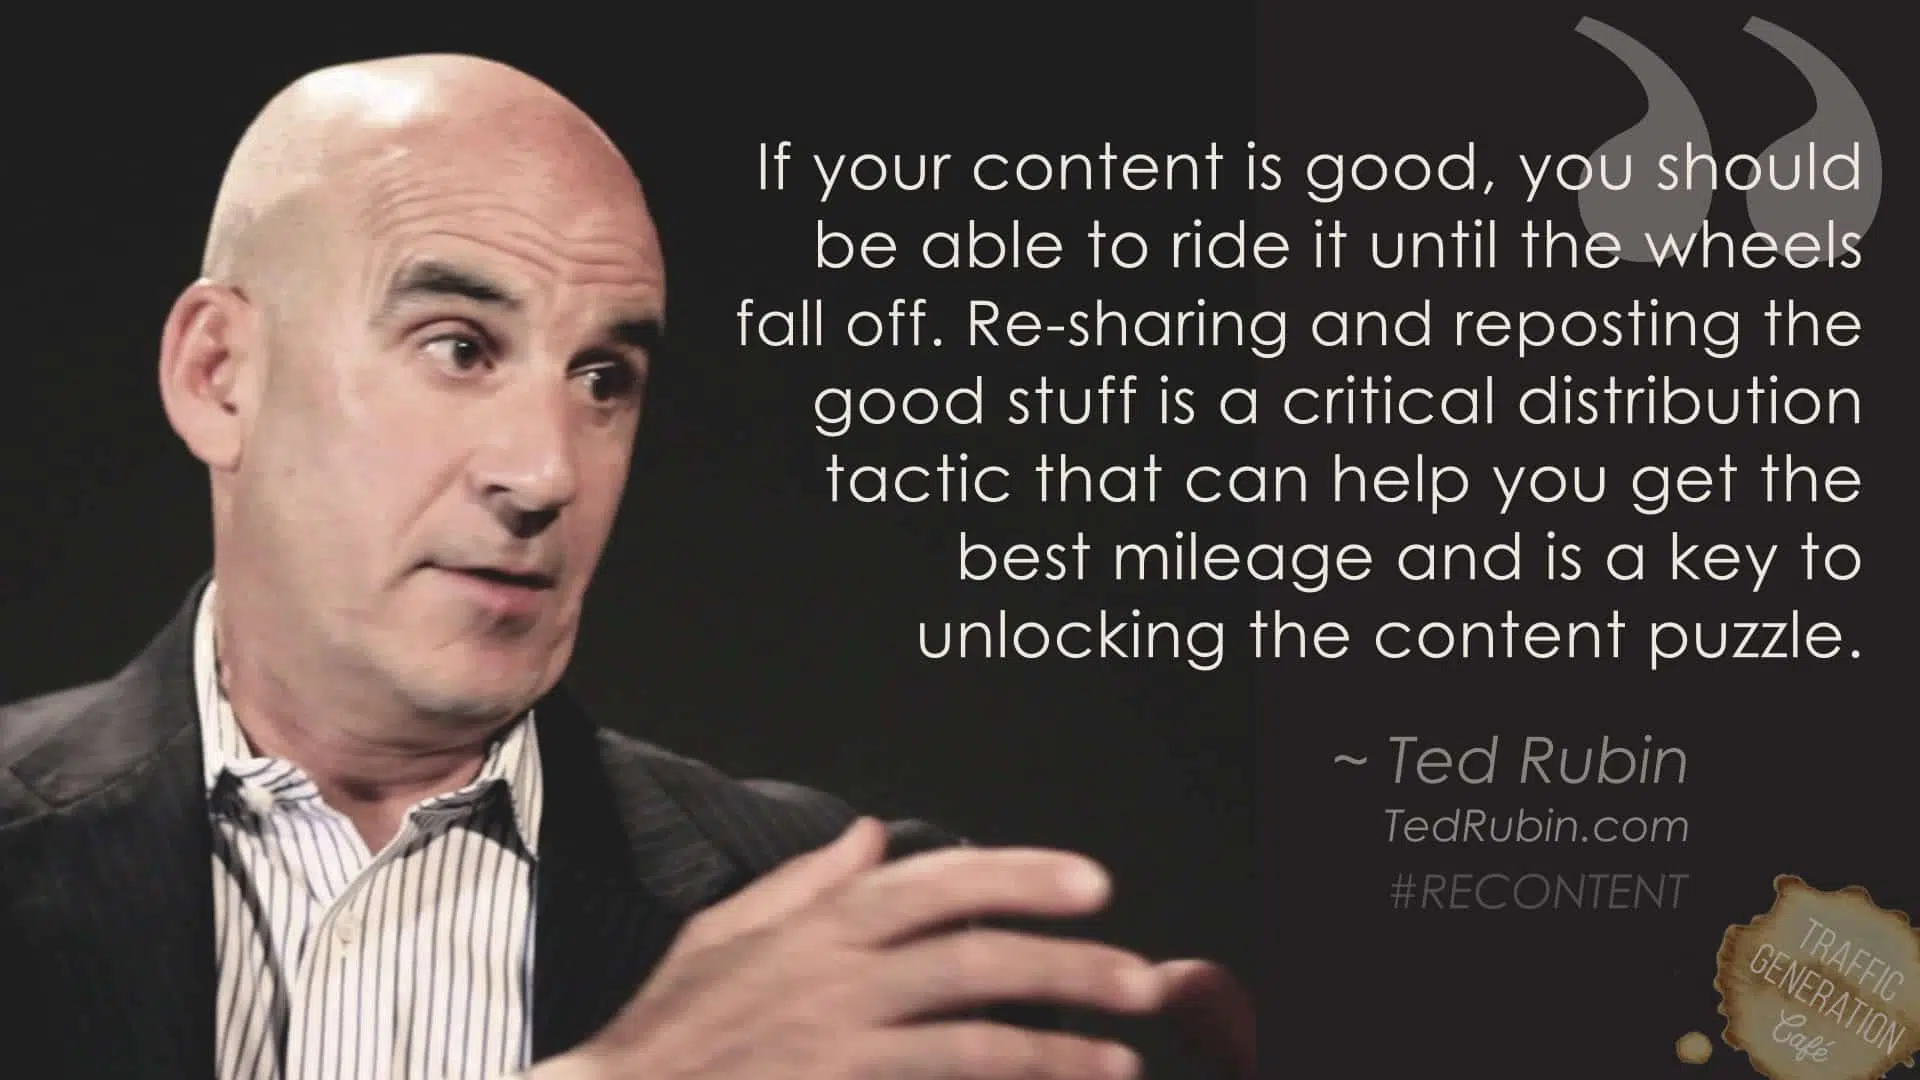 If your content is good, you should
be able to ride it until the wheels
fall off. Re-sharing and reposting the
good stuff is a critical distribution
tactic that can help you get the
best mileage and is a key to
unlocking the content puzzle.
~ Ted Rubin
TedRubin.com
#RECONTENT
TRAFFIC
GENERATION
Café